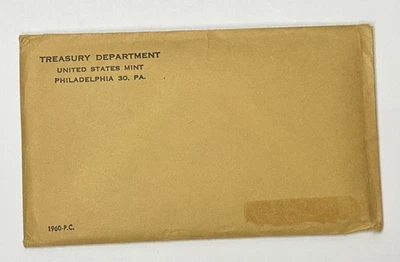 TREASURY DEPARTMENT
UNITED STATES MINT
PHILADELPHIA 30, PA.
1960-P.C.